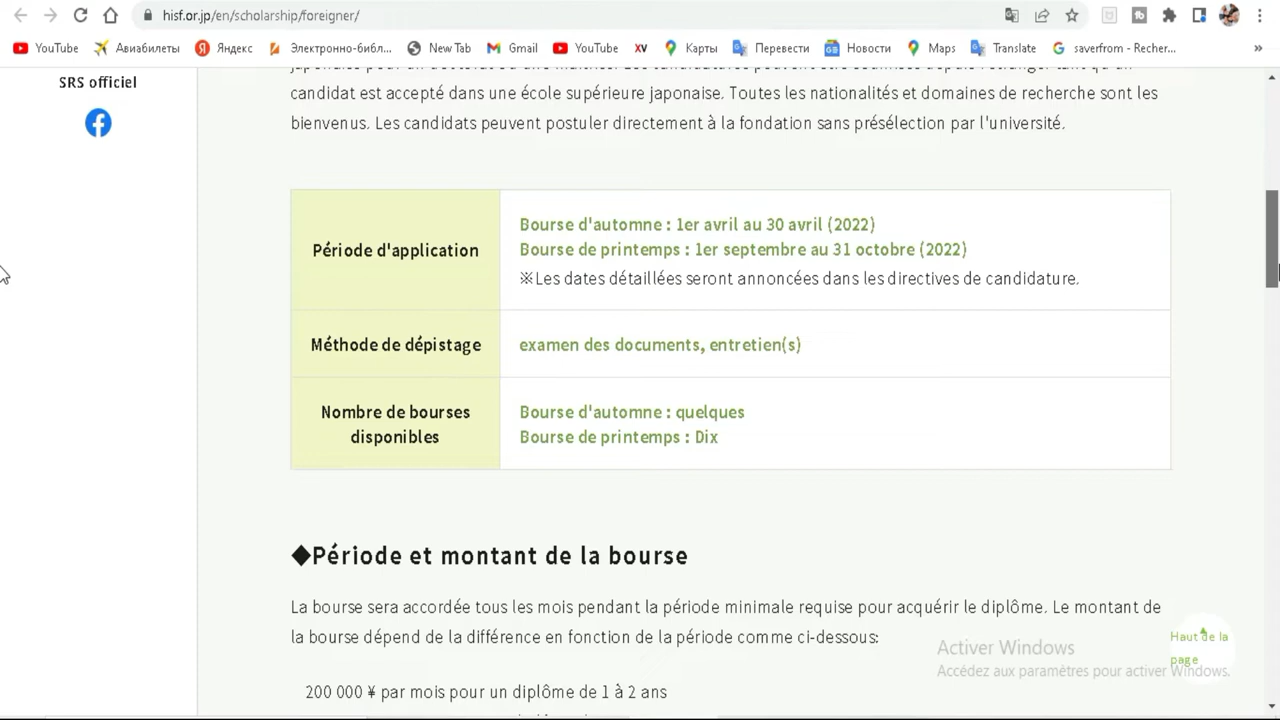 hisf.or.jp/en/scholarship/foreigner/
YouTube Авиабилеты Яндекс Электронно-библ... New Tab Gmail YouTube XV Карты Перевести Новости Maps Translate saverfrom - Recher... »
SRS officiel
candidat est accepté dans une école supérieure japonaise. Toutes les nationalités et domaines de recherche sont les
bienvenus. Les candidats peuvent postuler directement à la fondation sans présélection par l'université.
Période d'application
Bourse d'automne : 1er avril au 30 avril (2022)
Bourse de printemps : 1er septembre au 31 octobre (2022)
※Les dates détaillées seront annoncées dans les directives de candidature.
Méthode de dépistage
examen des documents, entretien(s)
Nombre de bourses
disponibles
Bourse d'automne : quelques
Bourse de printemps : Dix
◆Période et montant de la bourse
La bourse sera accordée tous les mois pendant la période minimale requise pour acquérir le diplôme. Le montant de
la bourse dépend de la différence en fonction de la période comme ci-dessous:
Haut de la
page
Activer Windows
Accédez aux paramètres pour activer Windows.
200 000 ¥ par mois pour un diplôme de 1 à 2 ans